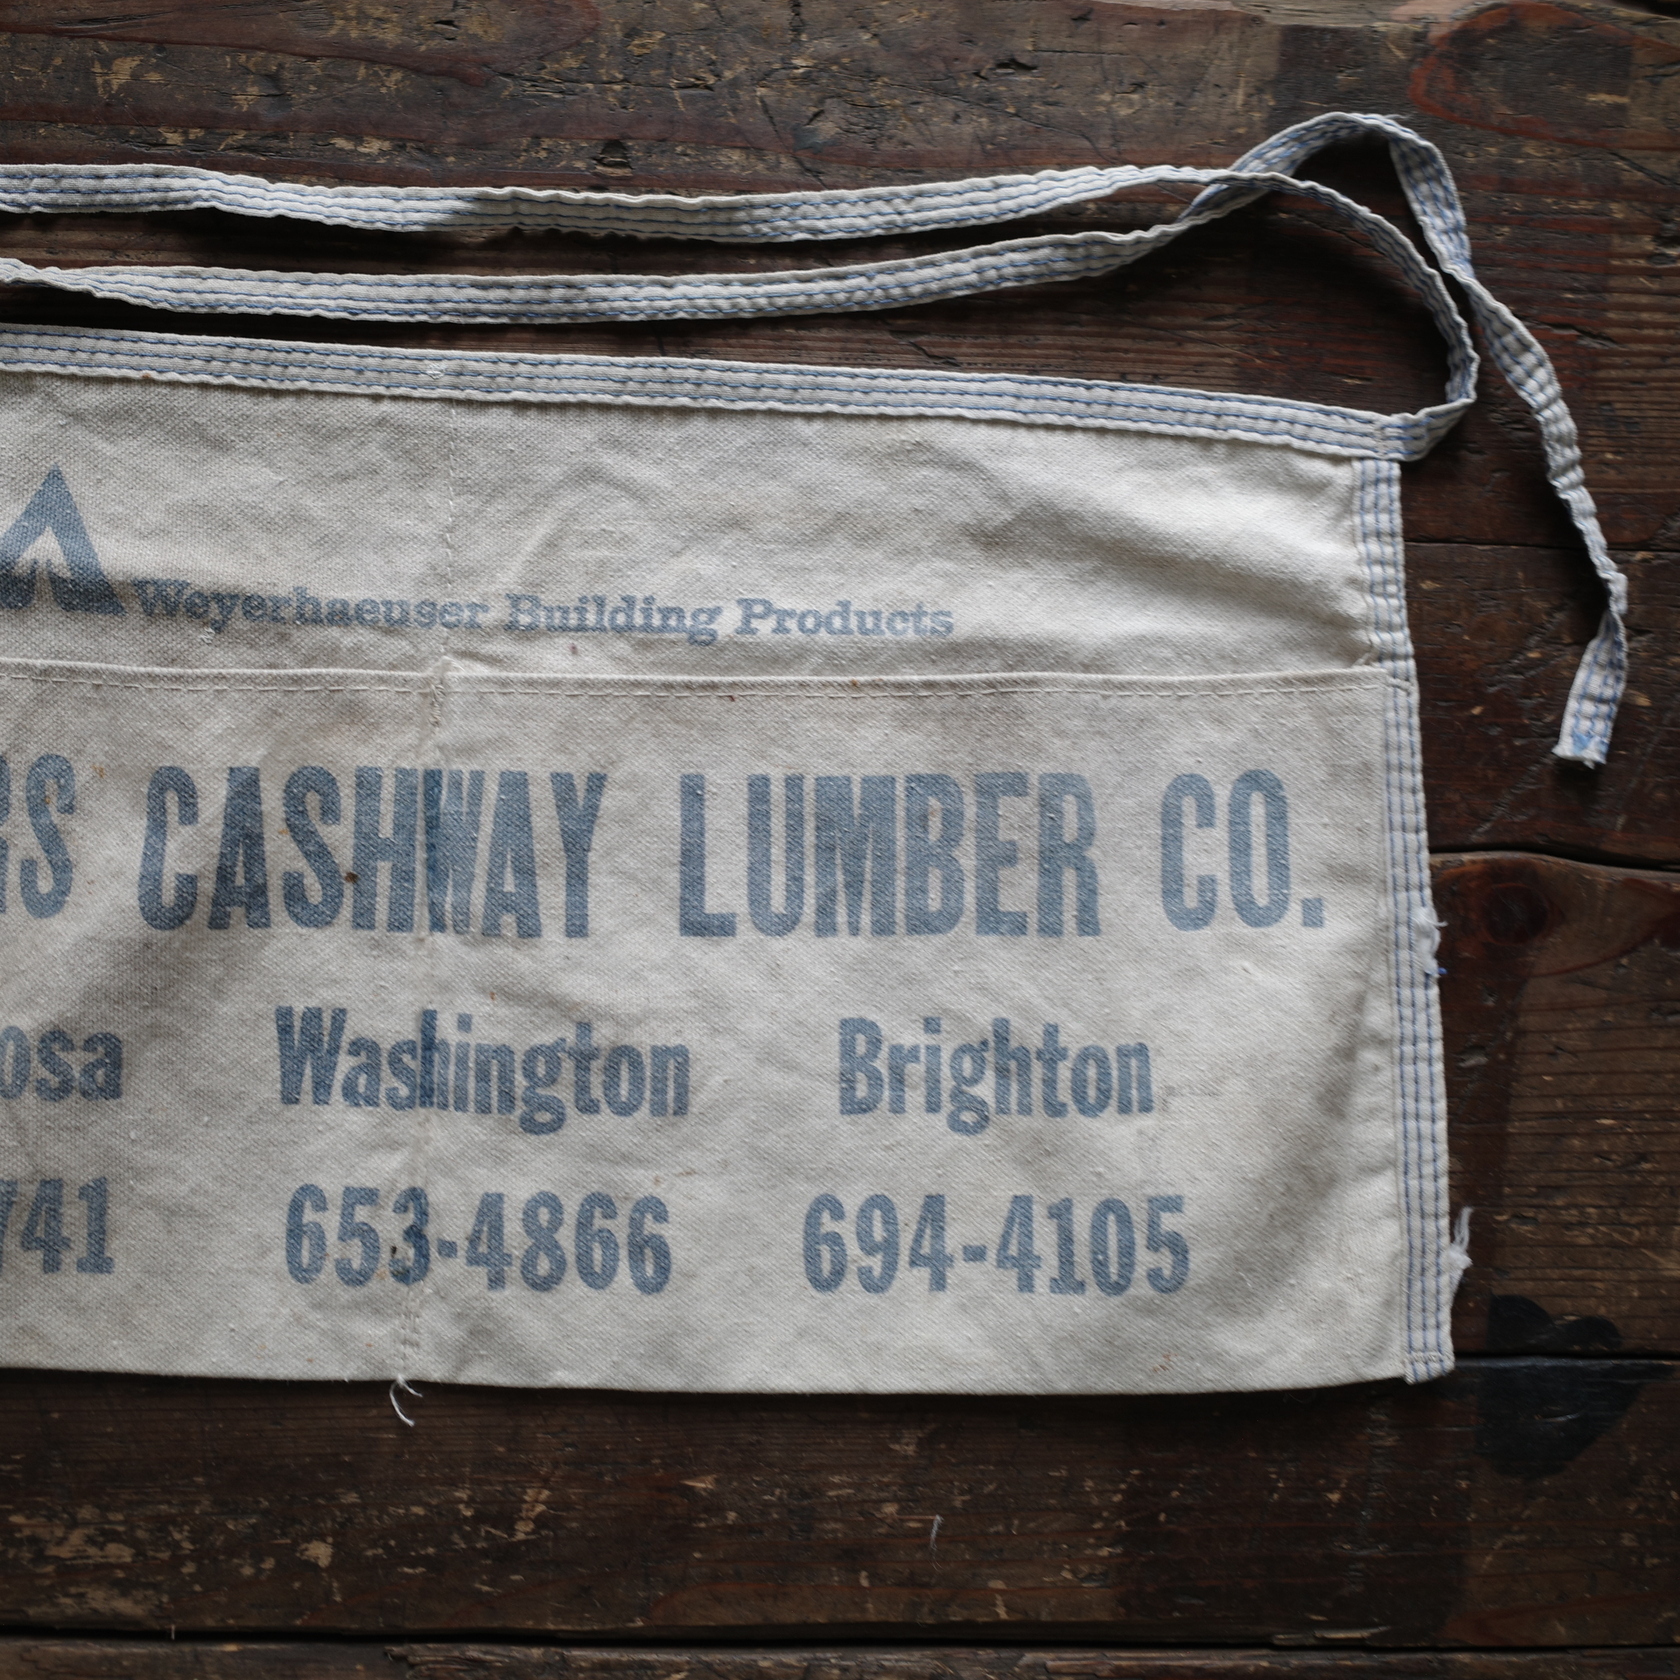 Weyerhaeuser Building Products
CASHWAY LUMBER CO.
Washington Brighton
653-4866 694-4105